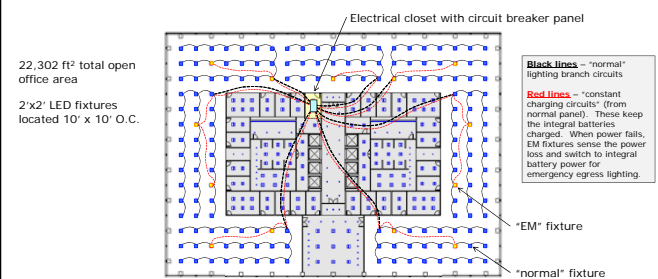 Electrical closet with circuit breaker panel
22,302 ft² total open
office area
2'x2' LED fixtures
located 10' x 10' O.C.
Black lines – "normal"
lighting branch circuits
Red lines – "constant
charging circuits" (from
normal panel). These keep
the integral batteries
charged. When power fails,
EM fixtures sense the power
loss and switch to integral
battery power for
emergency egress lighting.
"EM" fixture
"normal" fixture